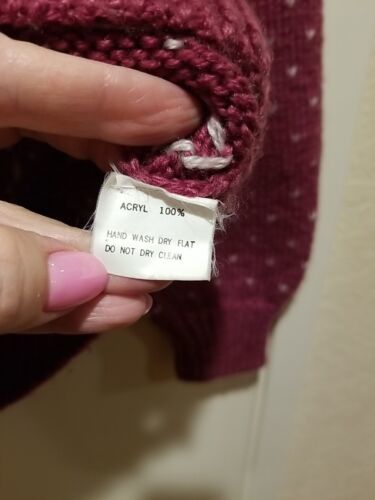 ACRYL 100%
HAND WASH DRY FLAT
DO NOT DRY CLEAN